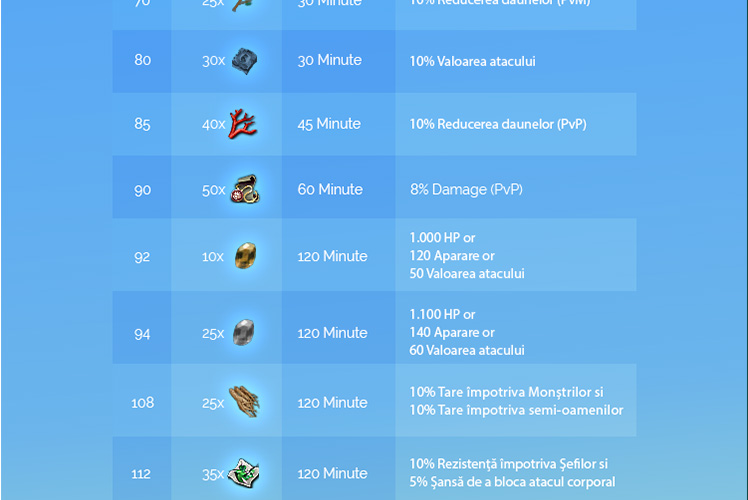 70 25x 30 Minute 10% Reducerea daunelor (PvM)
80 30x 30 Minute 10% Valoarea atacului
85 40x 45 Minute 10% Reducerea daunelor (PvP)
90 50x 60 Minute 8% Damage (PvP)
1.000 HP or
92 10x 120 Minute 120 Aparare or
50 Valoarea atacului
1.100 HP or
94 25x 120 Minute 140 Aparare or
60 Valoarea atacului
108 25x 120 Minute 10% Tare împotriva Monștrilor si
10% Tare împotriva semi-oamenilor
112 35x 120 Minute 10% Rezistență împotriva Șefilor si
5% Șansă de a bloca atacul corporal